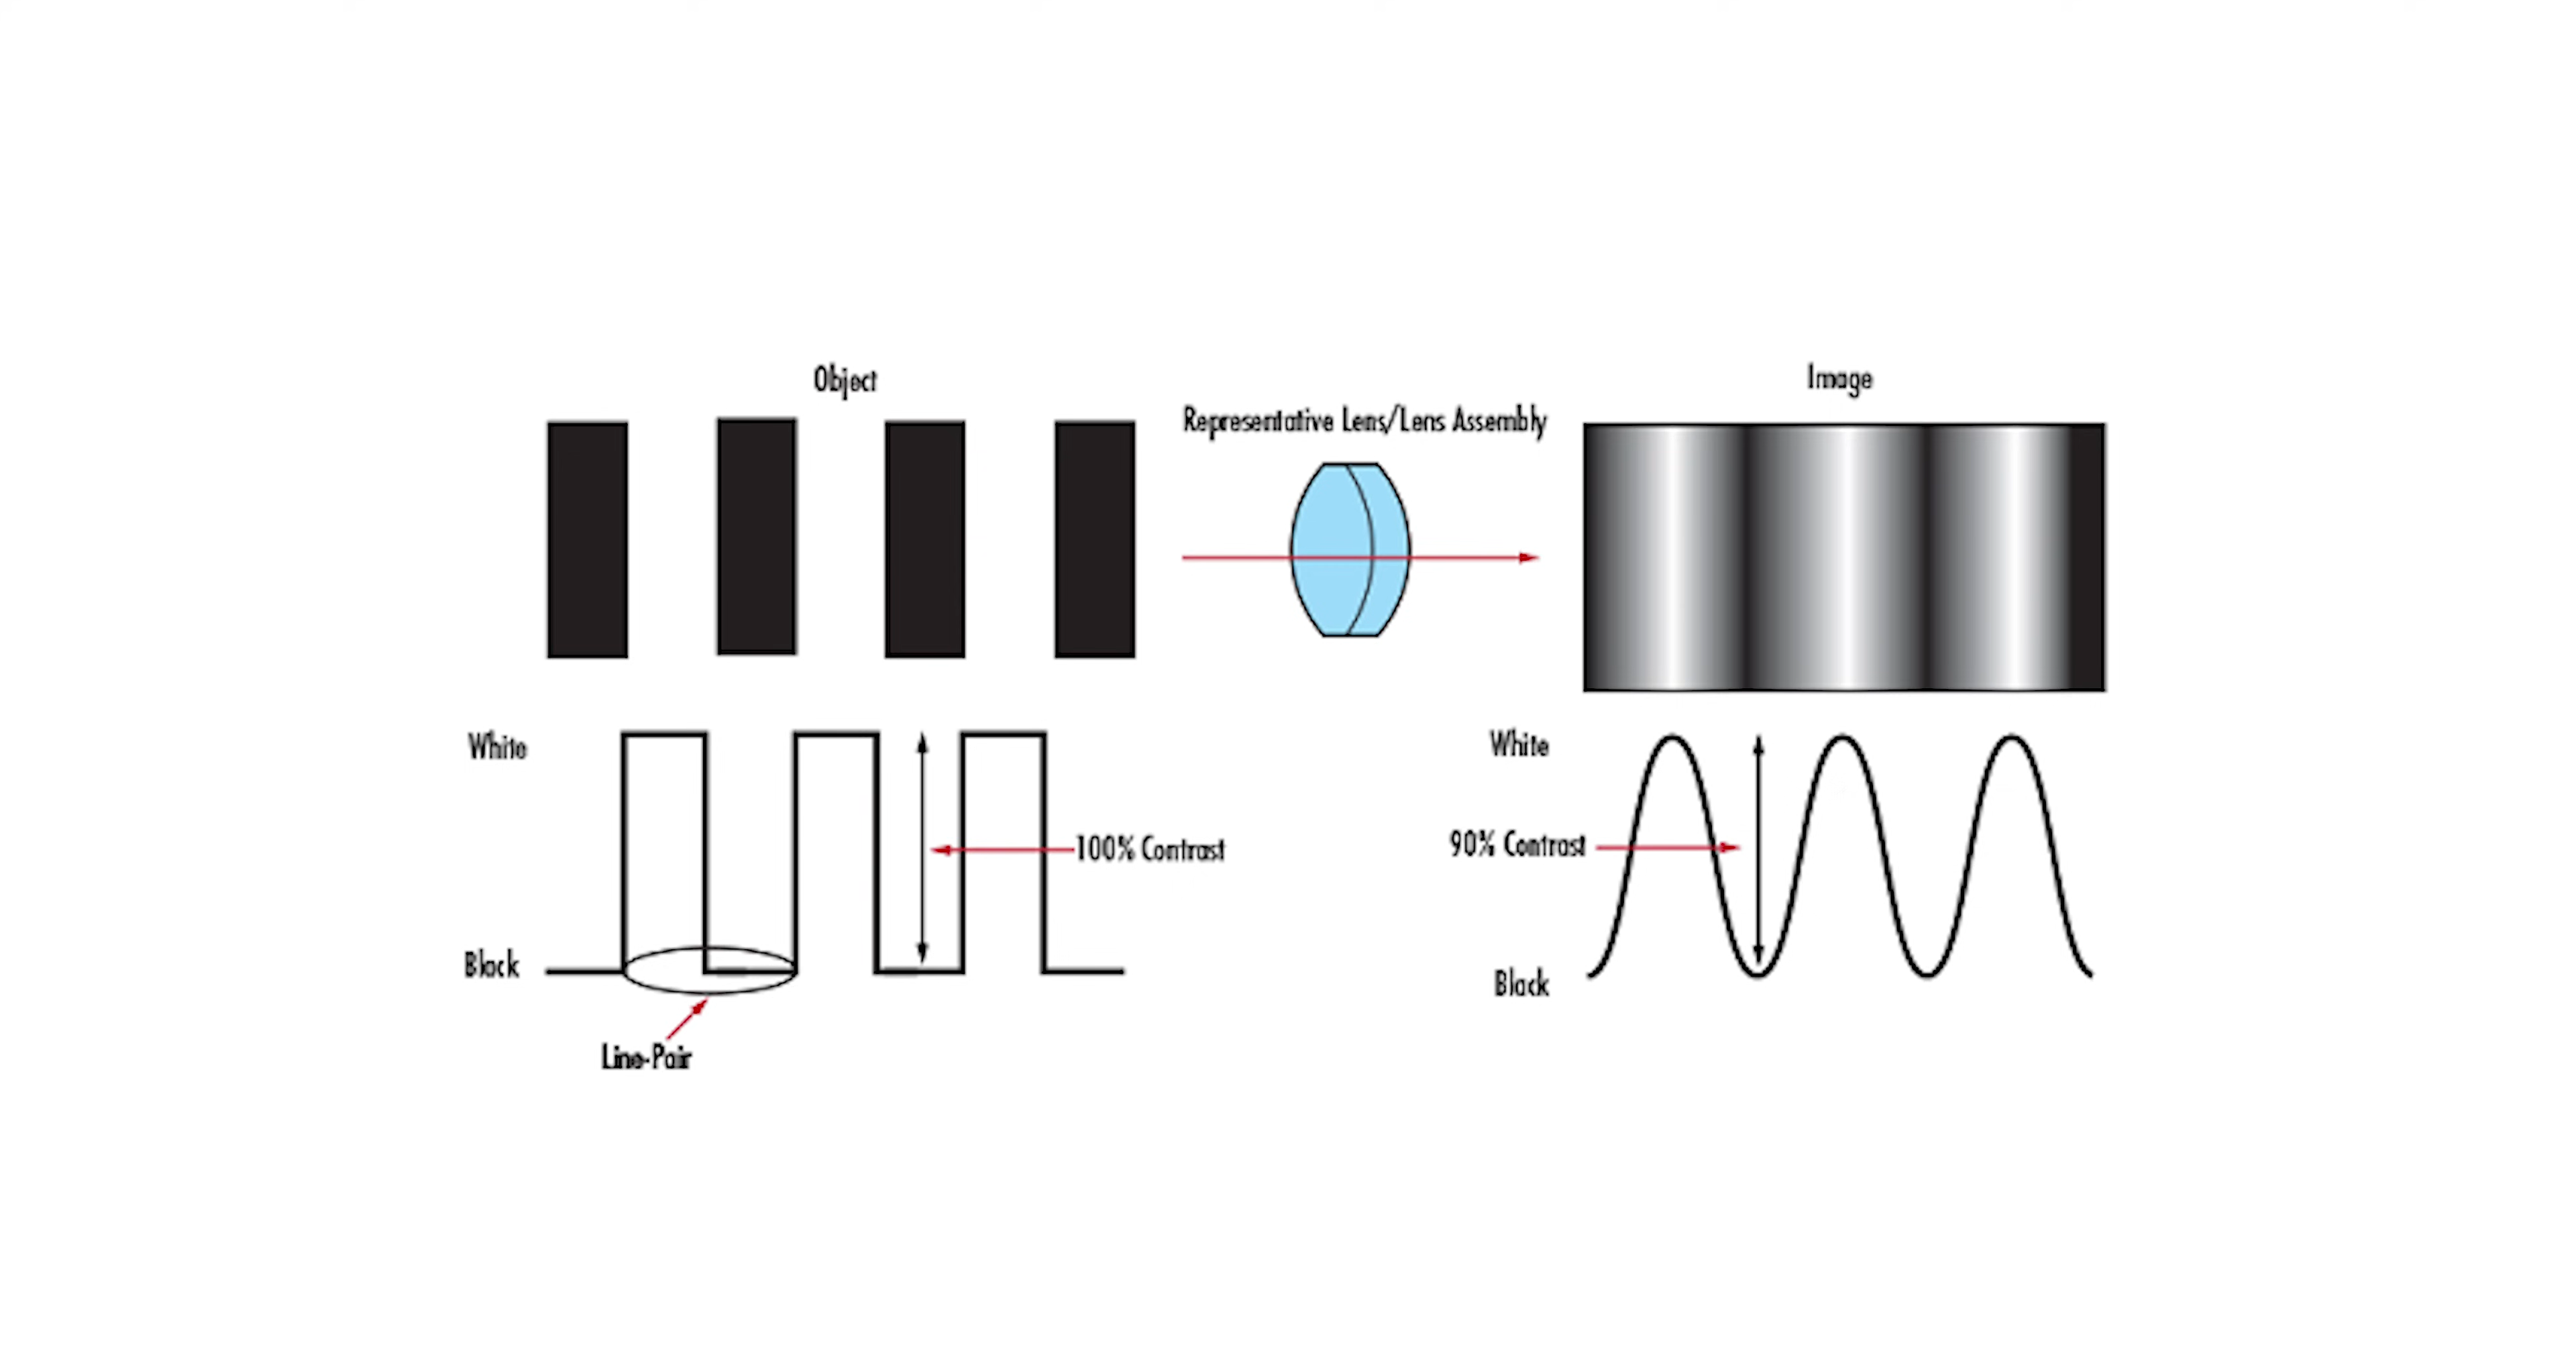 Object
Representative Lens/Lens Assembly
Image
White
100% Contrast
Black
Line-Pair
White
90% Contrast
Black